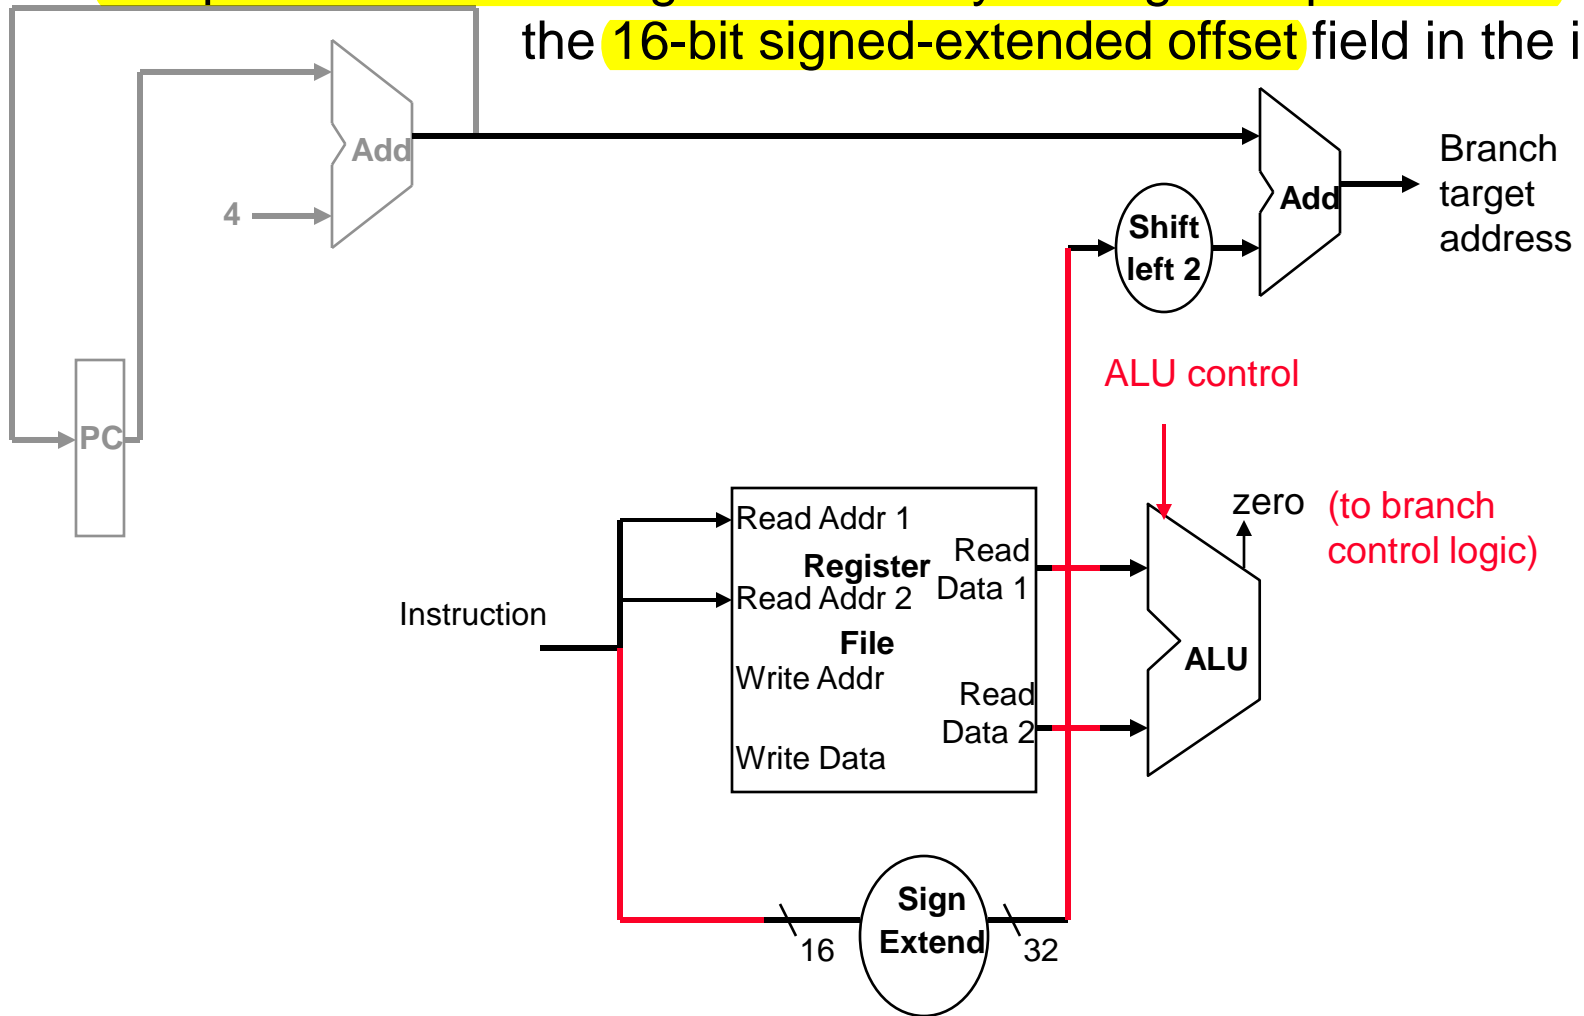 the 16-bit signed-extended offset field in the i
Add
4
PC
Shift
left 2
Add
Branch
target
address
ALU control
Instruction
Read Addr 1
Register
Read Addr 2
File
Write Addr
Write Data
Read
Data 1
Read
Data 2
zero
(to branch
control logic)
ALU
Sign
Extend
16
32